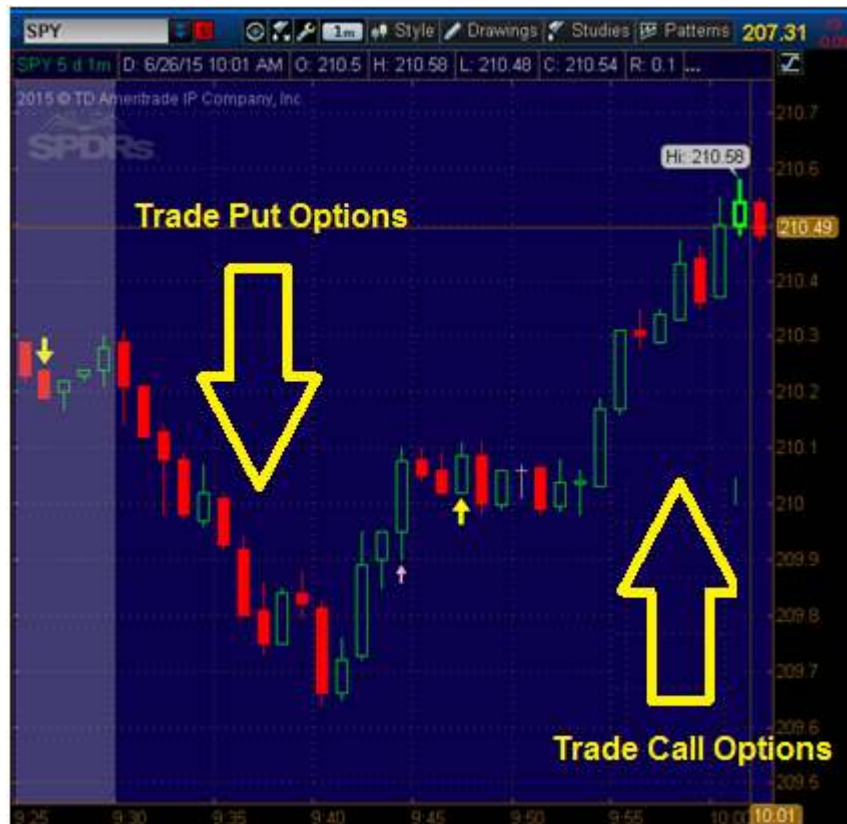 SPY 1m Style Drawings Studies Patterns 207.31
SPY 5 d 1m D: 6/26/15 10:01 AM O: 210.5 H: 210.58 L: 210.48 C: 210.54 R: 0.1 ...
2015 © TD Ameritrade IP Company, Inc.
SPDRs
210.7
Hi: 210.58
210.6
Trade Put Options
210.49
210.4
210.3
210.2
210.1
210
209.9
209.8
209.7
209.6
Trade Call Options
209.5
9:25 9:30 9:35 9:40 9:45 9:50 9:55 10:00 10:01